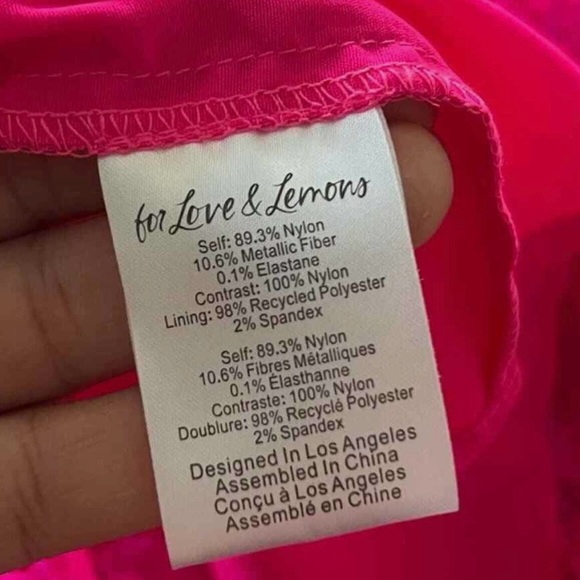 for Love & Lemons
Self: 89.3% Nylon
10.6% Metallic Fiber
0.1% Elastane
Contrast: 100% Nylon
Lining: 98% Recycled Polyester
2% Spandex
Self: 89.3% Nylon
10.6% Fibres Métalliques
0.1% Élasthanne
Contraste: 100% Nylon
Doublure: 98% Recyclé Polyester
2% Spandex
Designed In Los Angeles
Assembled In China
Conçu à Los Angeles
Assemblé en Chine